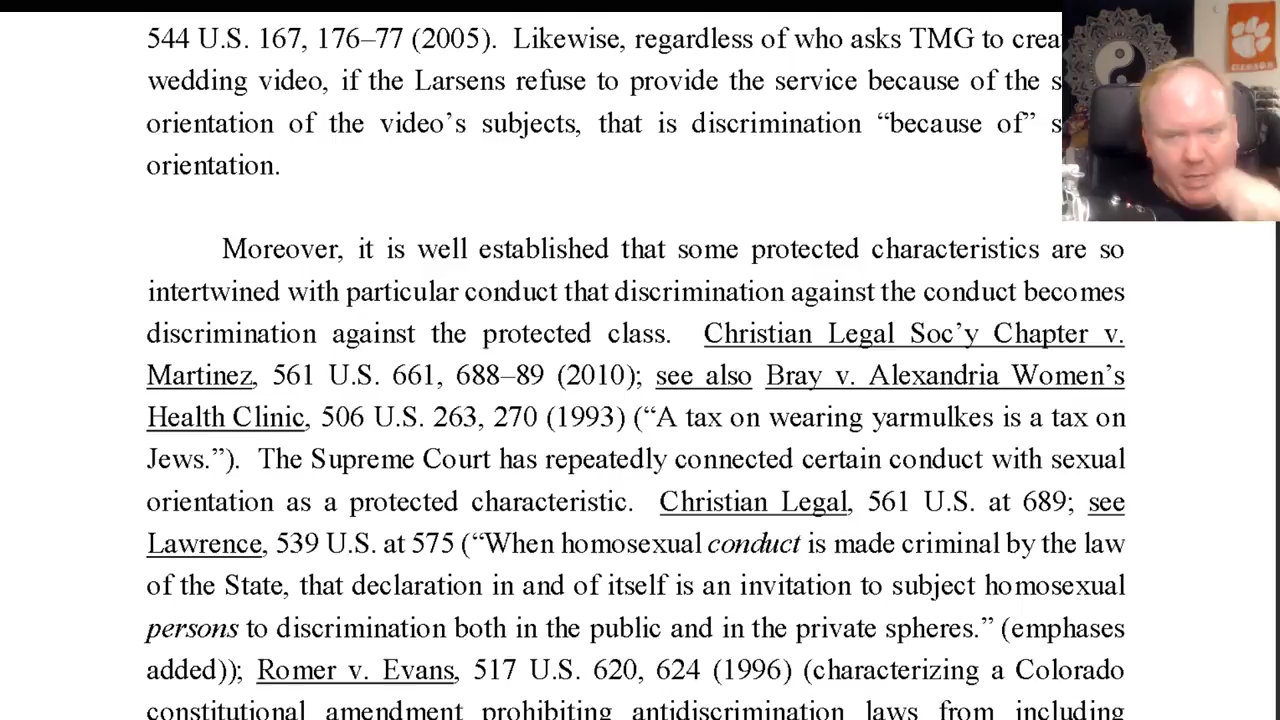 544 U.S. 167, 176–77 (2005). Likewise, regardless of who asks TMG to
wedding video, if the Larsens refuse to provide the service because of the
orientation of the video’s subjects, that is discrimination “because of”
orientation.
Moreover, it is well established that some protected characteristics are so
intertwined with particular conduct that discrimination against the conduct becomes
discrimination against the protected class. Christian Legal Soc’y Chapter v.
Martinez, 561 U.S. 661, 688–89 (2010); see also Bray v. Alexandria Women’s
Health Clinic, 506 U.S. 263, 270 (1993) (“A tax on wearing yarmulkes is a tax on
Jews.”). The Supreme Court has repeatedly connected certain conduct with sexual
orientation as a protected characteristic. Christian Legal, 561 U.S. at 689; see
Lawrence, 539 U.S. at 575 (“When homosexual conduct is made criminal by the law
of the State, that declaration in and of itself is an invitation to subject homosexual
persons to discrimination both in the public and in the private spheres.” (emphases
added)); Romer v. Evans, 517 U.S. 620, 624 (1996) (characterizing a Colorado
constitutional amendment prohibiting antidiscrimination laws from including